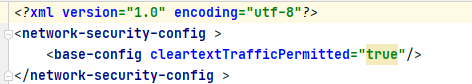 <?xml version="1.0" encoding="utf-8"?>
<network-security-config >
<base-config cleartextTrafficPermitted="true"/>
</network-security-config >